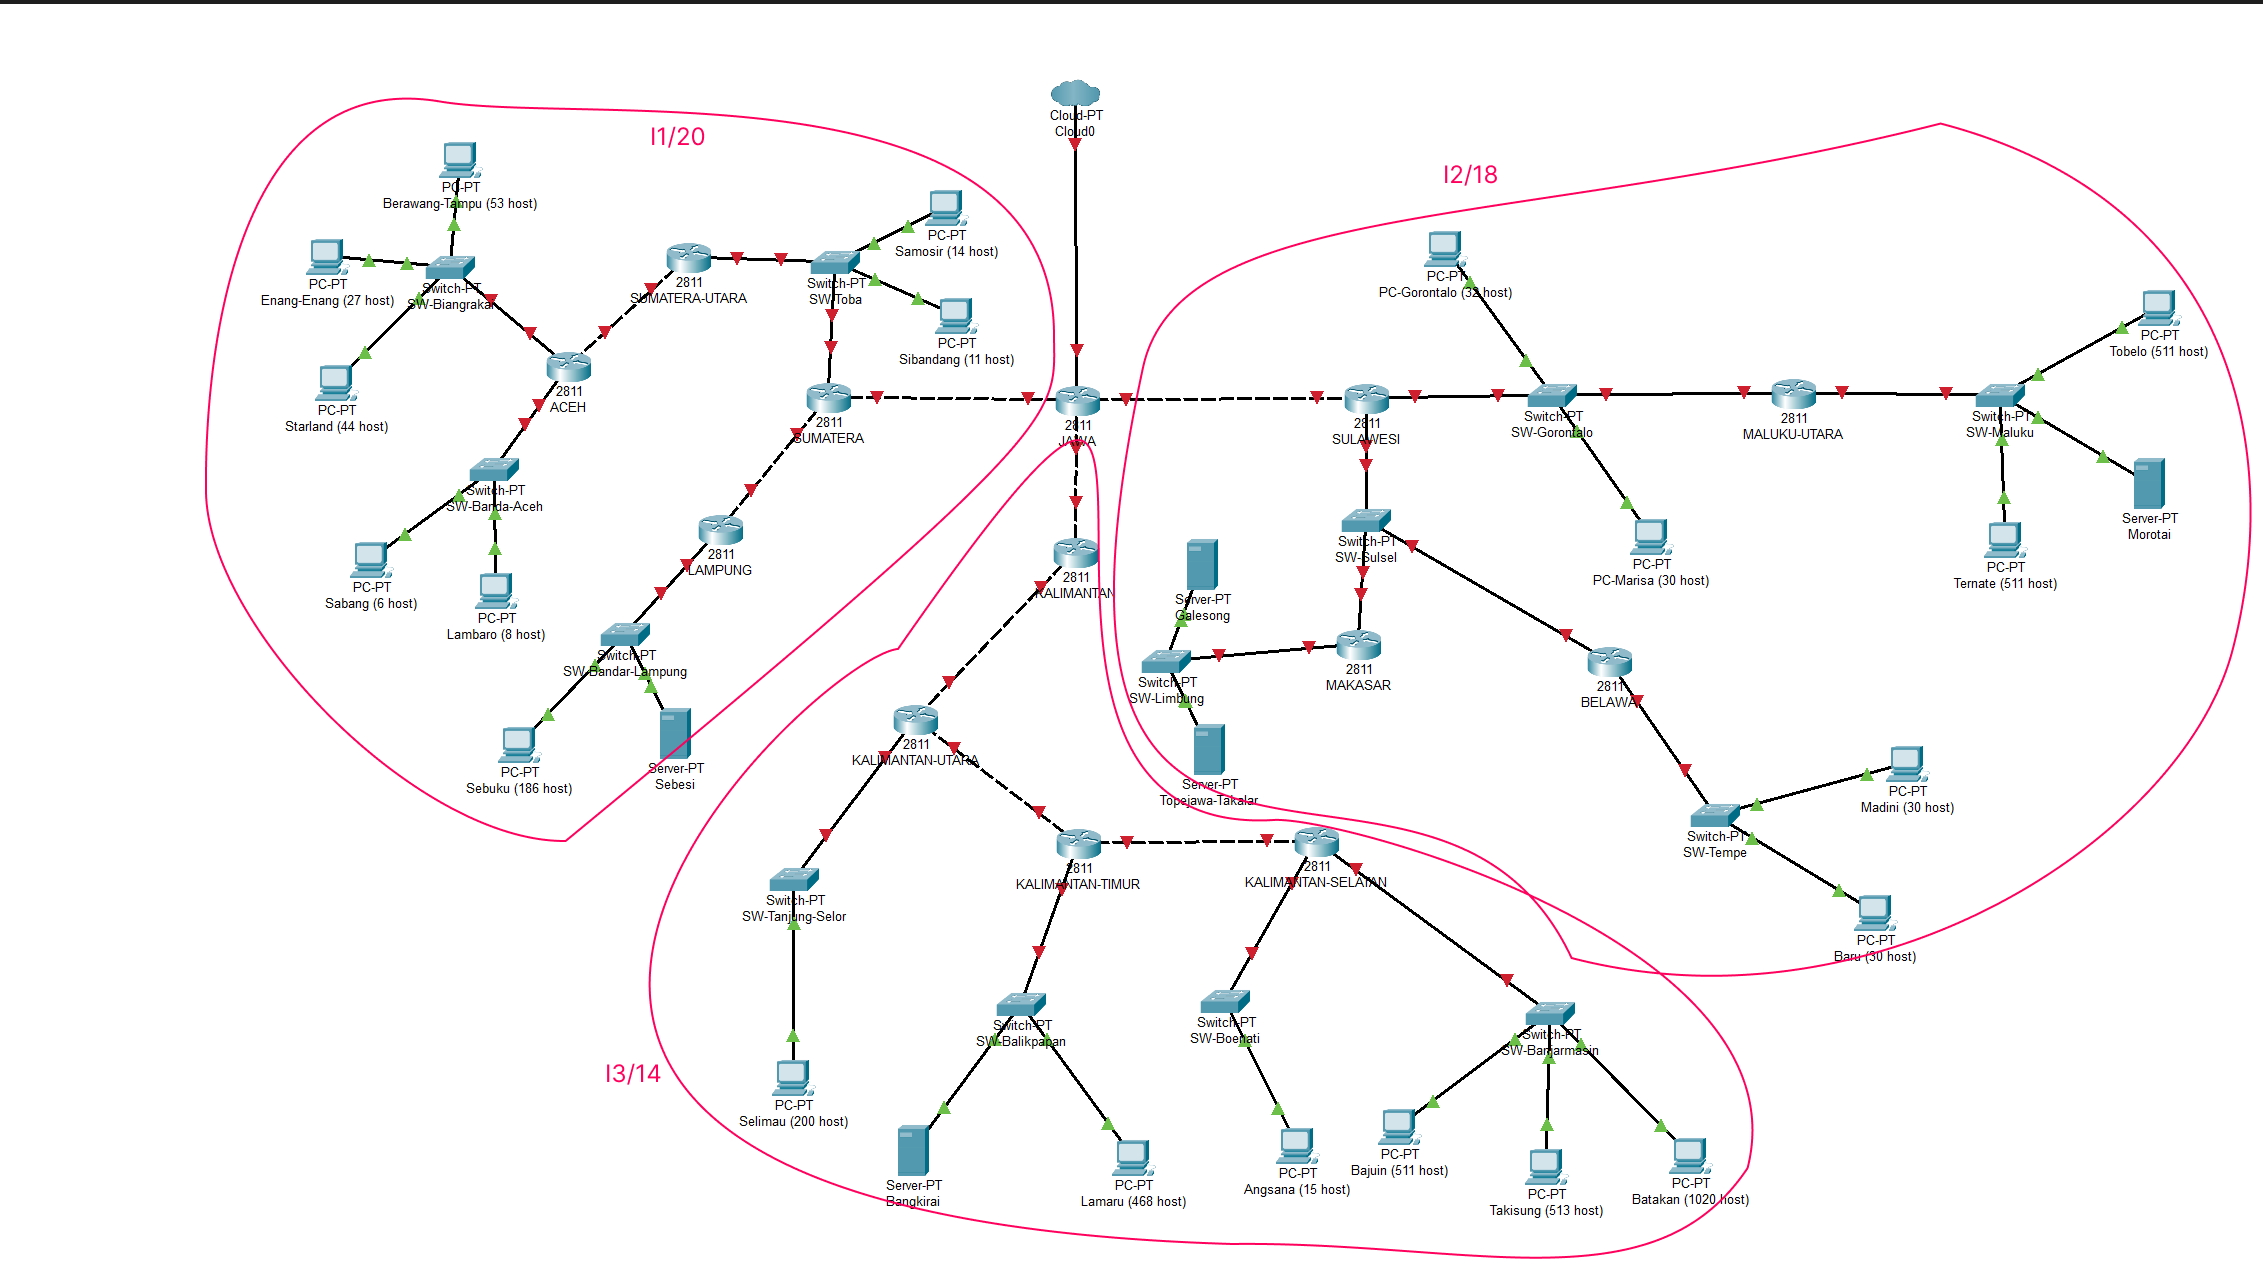 Cloud-PT
Cloud0
I1/20
PC-PT
Berawang-Tampu (53 host)
PC-PT
Enang-Enang (27 host)
Switch-PT
SW-Biangrakar
PC-PT
Starland (44 host)
2811
ACEH
2811
SUMATERA-UTARA
Switch-PT
SW-Toba
PC-PT
Samosir (14 host)
PC-PT
Sibandang (11 host)
2811
SUMATERA
2811
JAWA
Switch-PT
SW-Banda-Aceh
PC-PT
Sabang (6 host)
PC-PT
Lambaro (8 host)
2811
LAMPUNG
Switch-PT
SW-Bandar-Lampung
PC-PT
Sebuku (186 host)
Server-PT
Sebesi
I2/18
PC-PT
PC-Gorontalo (32 host)
2811
SULAWESI
Switch-PT
SW-Gorontalo
2811
MALUKU-UTARA
Switch-PT
SW-Maluku
PC-PT
Tobelo (511 host)
Server-PT
Morotai
PC-PT
Ternate (511 host)
PC-PT
PC-Marisa (30 host)
Switch-PT
SW-Sulsel
Server-PT
Galesong
Switch-PT
SW-Limbung
2811
MAKASAR
Server-PT
Topejawa-Takalar
2811
BELAWA
Switch-PT
SW-Tempe
PC-PT
Madini (30 host)
PC-PT
Baru (30 host)
2811
KALIMANTAN
2811
KALIMANTAN-UTARA
2811
KALIMANTAN-TIMUR
2811
KALIMANTAN-SELATAN
Switch-PT
SW-Tanjung-Selor
Switch-PT
SW-Balikpapan
Switch-PT
SW-Boenati
Switch-PT
SW-Banjarmasin
I3/14
PC-PT
Selimau (200 host)
Server-PT
Bangkirai
PC-PT
Lamaru (468 host)
PC-PT
Angsana (15 host)
PC-PT
Bajuin (511 host)
PC-PT
Takisung (513 host)
PC-PT
Batakan (1020 host)